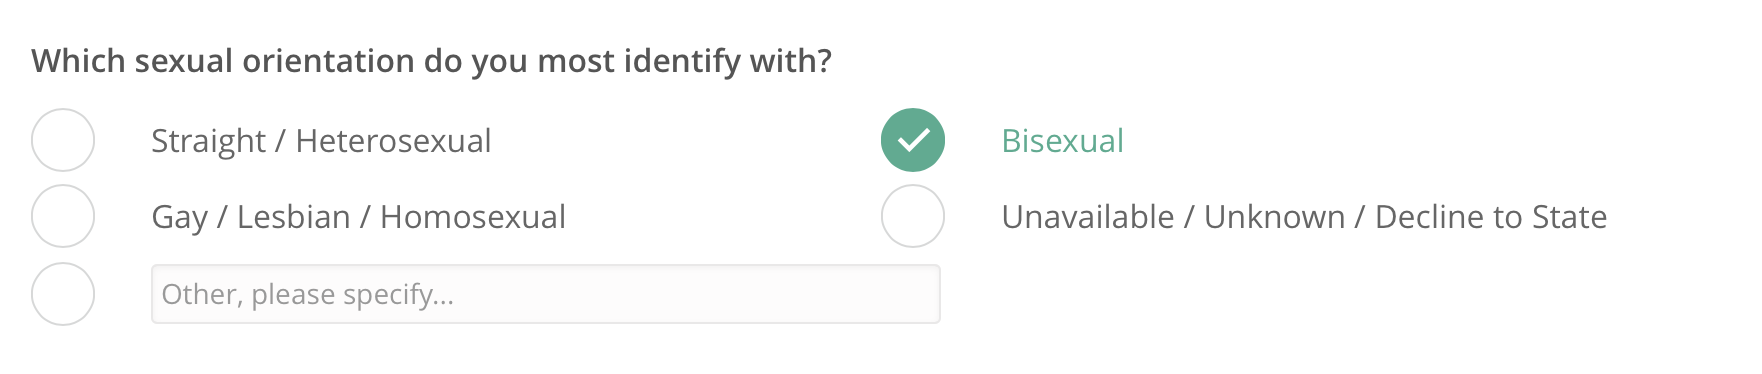 Which sexual orientation do you most identify with?
Straight / Heterosexual
Bisexual
Gay / Lesbian / Homosexual
Unavailable / Unknown / Decline to State
Other, please specify...